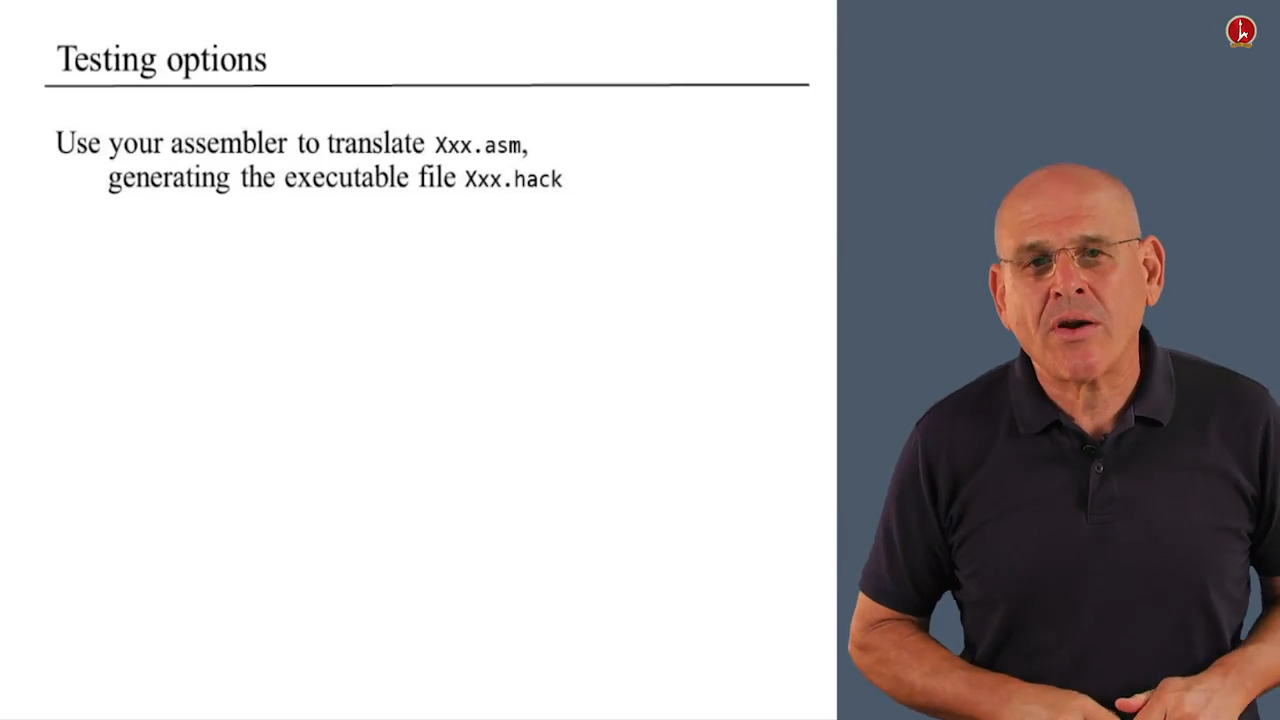 Testing options
Use your assembler to translate Xxx.asm,
generating the executable file Xxx.hack